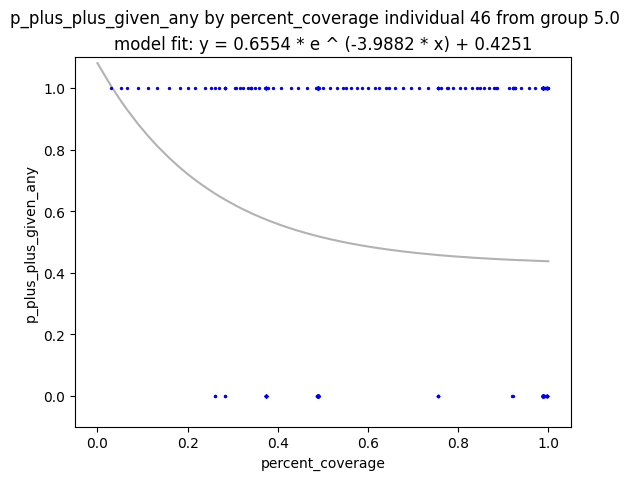 p_plus_plus_given_any by percent_coverage individual 46 from group 5.0
model fit: y = 0.6554 * e ^ (-3.9882 * x) + 0.4251
1.0
0.8
0.6
0.4
0.2
0.0
p_plus_plus_given_any
0.0 0.2 0.4 0.6 0.8 1.0
percent_coverage